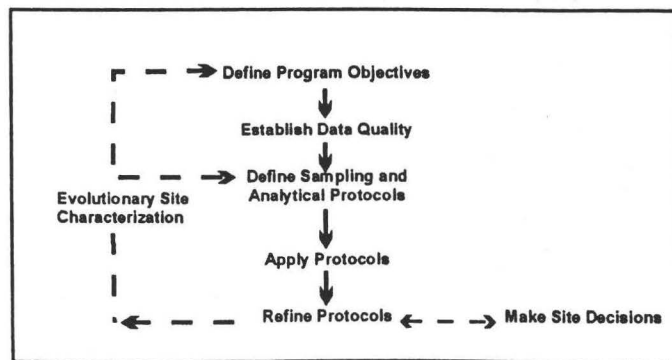 Define Program Objectives
Establish Data Quality
Define Sampling and
Analytical Protocols
Evolutionary Site
Characterization
Apply Protocols
Refine Protocols
Make Site Decisions